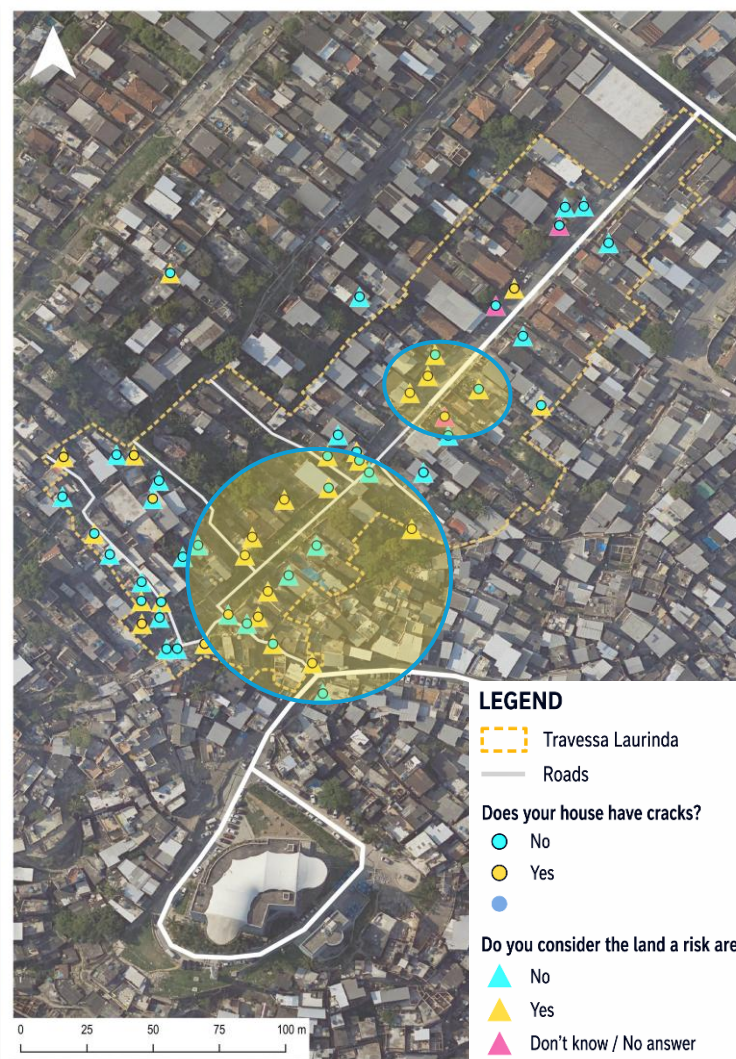 LEGEND
Travessa Laurinda
Roads
Does your house have cracks?
No
Yes
Do you consider the land a risk are
No
Yes
Don't know / No answer
0 25 50 75 100 m